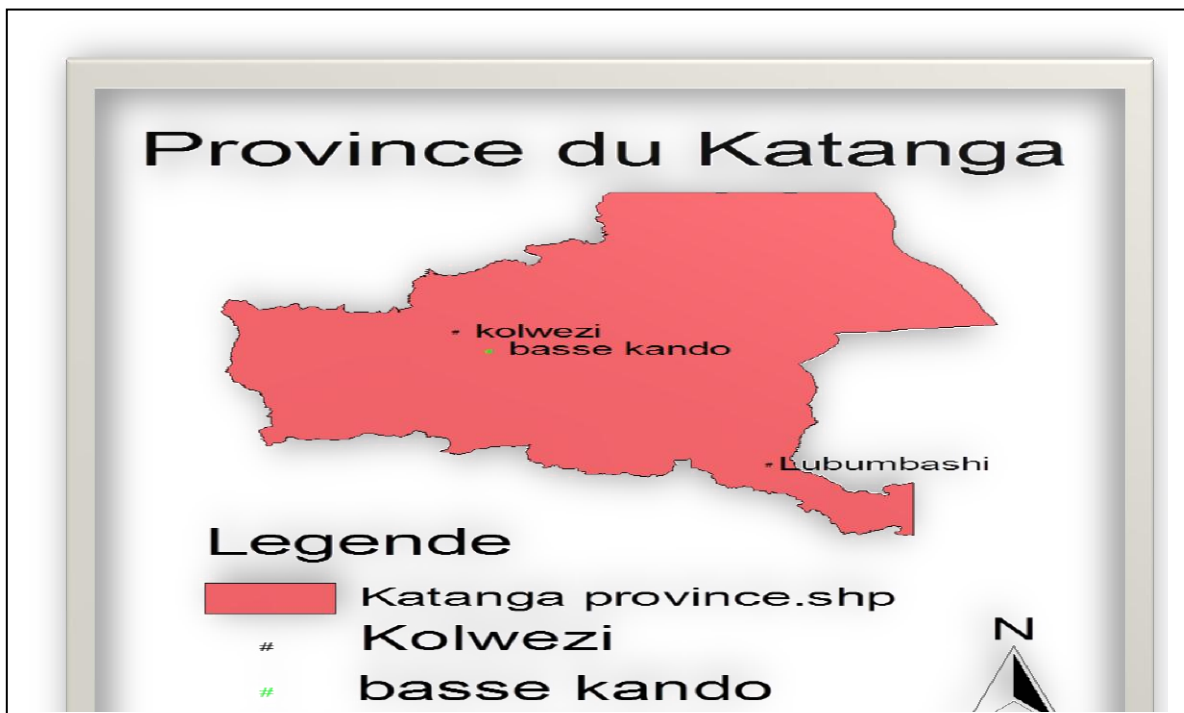 Province du Katanga
kolwezi
basse kando
Lubumbashi
Legende
Katanga province.shp
# Kolwezi
N
# basse kando